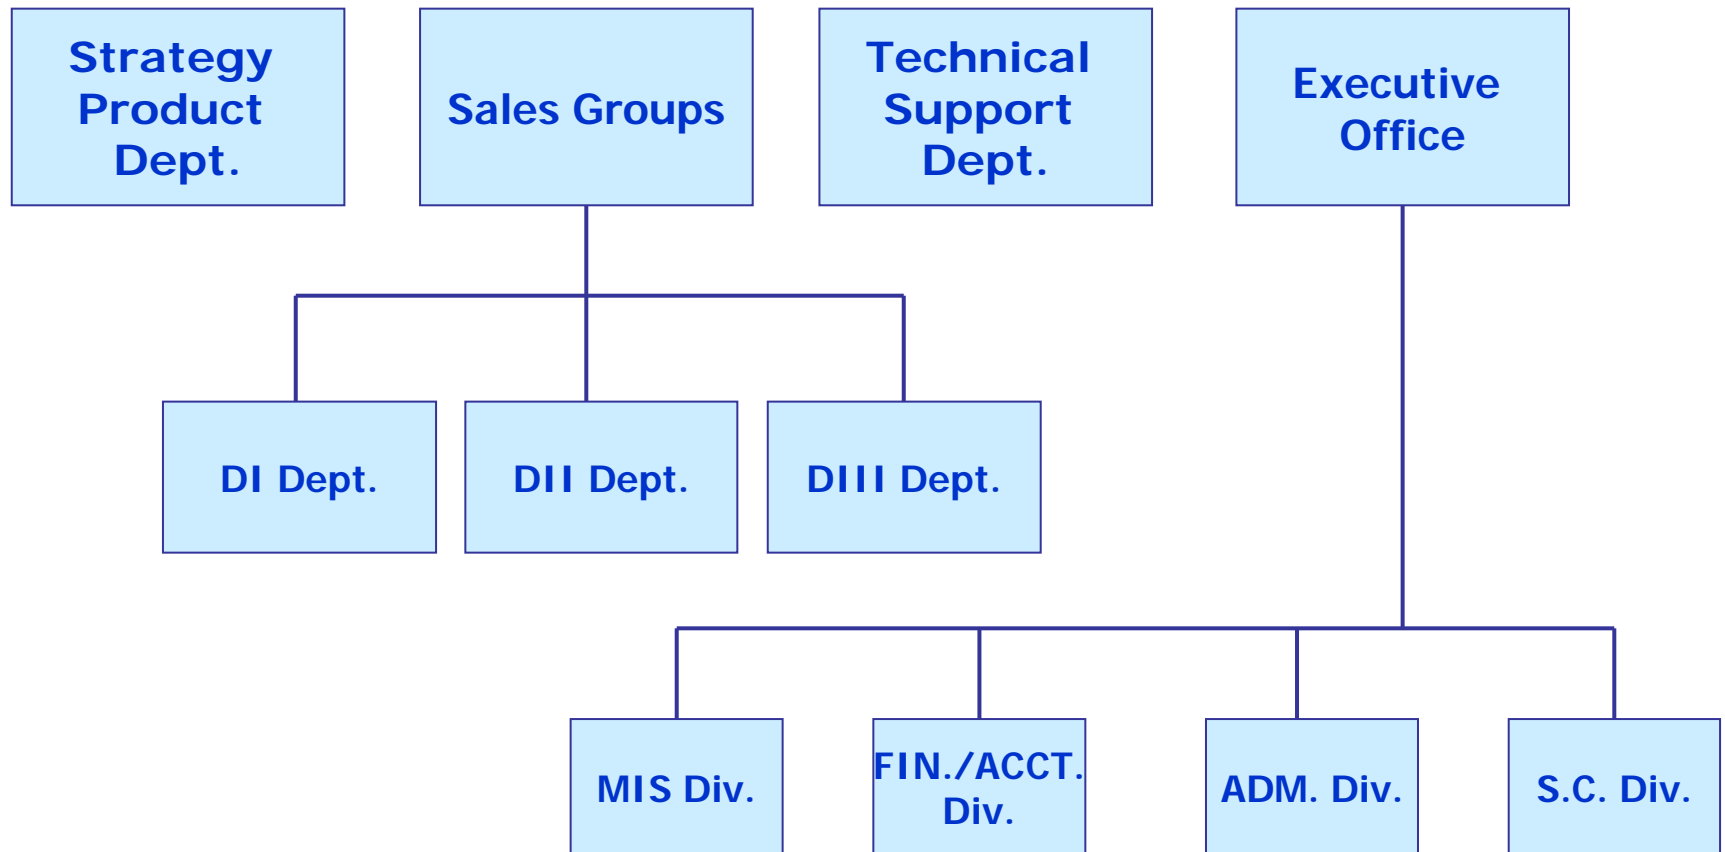 Strategy
Product
Dept.
Sales Groups
Technical
Support
Dept.
Executive
Office
DI Dept.
DII Dept.
DIII Dept.
MIS Div.
FIN./ACCT.
Div.
ADM. Div.
S.C. Div.